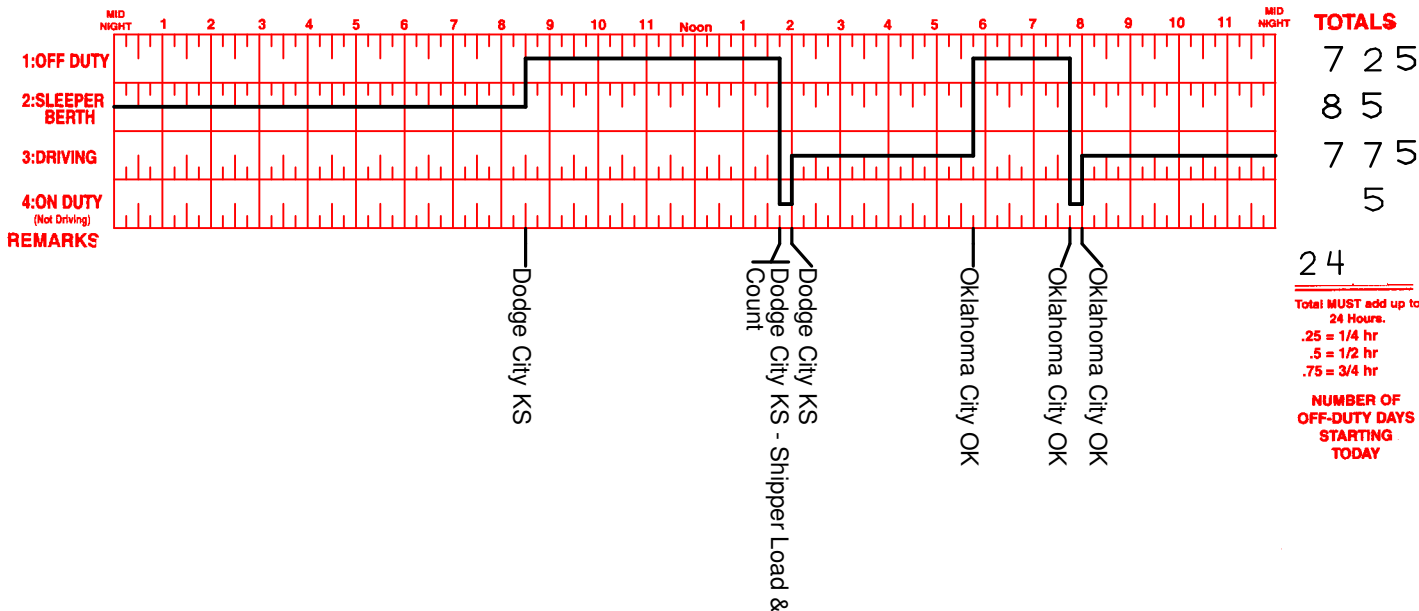 MID NIGHT 1 2 3 4 5 6 7 8 9 10 11 Noon 1 2 3 4 5 6 7 8 9 10 11 MID NIGHT TOTALS
1:OFF DUTY 7 25
2:SLEEPER BERTH 8 5
3:DRIVING 7 75
4:ON DUTY 5
(Not Driving)
REMARKS
24
Total MUST add up to
24 Hours.
.25 = 1/4 hr
.5 = 1/2 hr
.75 = 3/4 hr
NUMBER OF
OFF-DUTY DAYS
STARTING
TODAY
Dodge City KS
Dodge City KS - Shipper Load &
Count
Dodge City KS
Oklahoma City OK
Oklahoma City OK
Oklahoma City OK